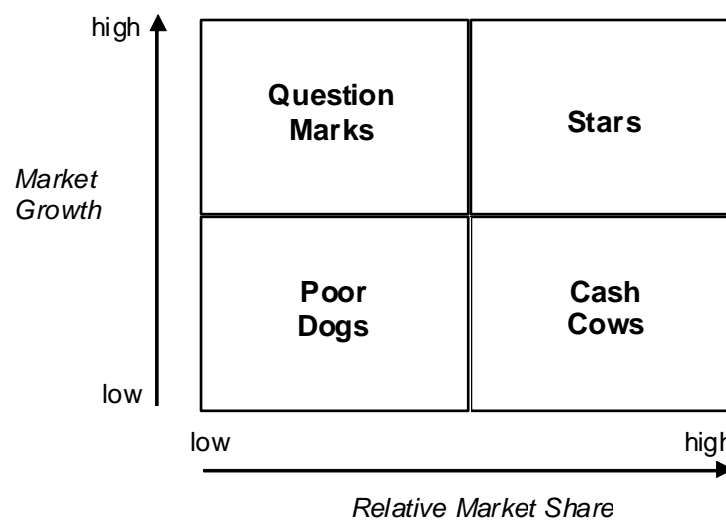 high
Question
Marks
Stars
Market
Growth
Poor
Dogs
Cash
Cows
low
low
high
Relative Market Share